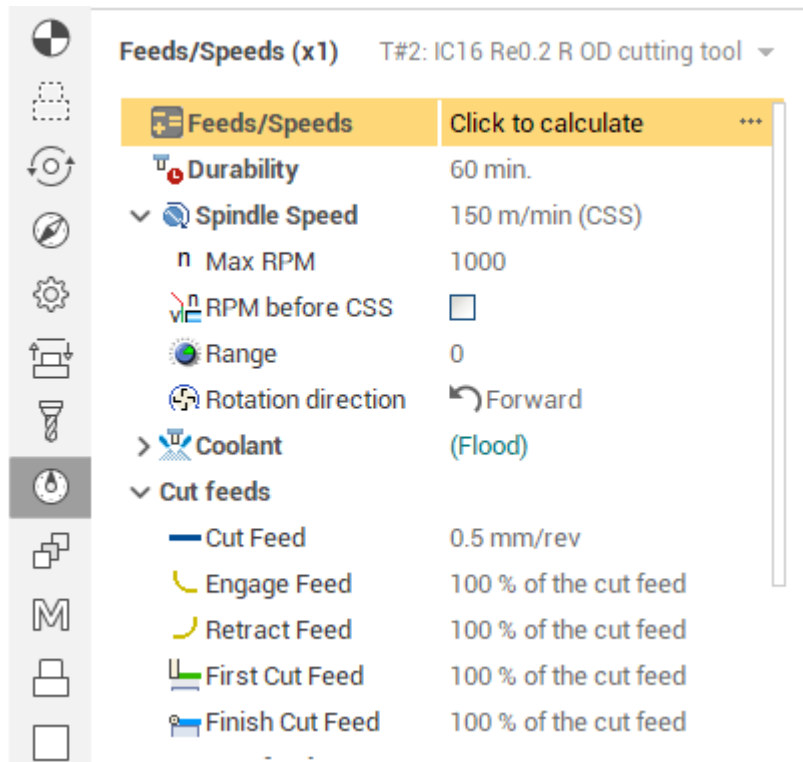 Feeds/Speeds (x1) T#2: IC16 Re0.2 R OD cutting tool
Feeds/Speeds Click to calculate ...
Durability 60 min.
Spindle Speed 150 m/min (CSS)
n Max RPM 1000
RPM before CSS
Range 0
Rotation direction Forward
Coolant (Flood)
Cut feeds
Cut Feed 0.5 mm/rev
Engage Feed 100 % of the cut feed
Retract Feed 100 % of the cut feed
First Cut Feed 100 % of the cut feed
Finish Cut Feed 100 % of the cut feed